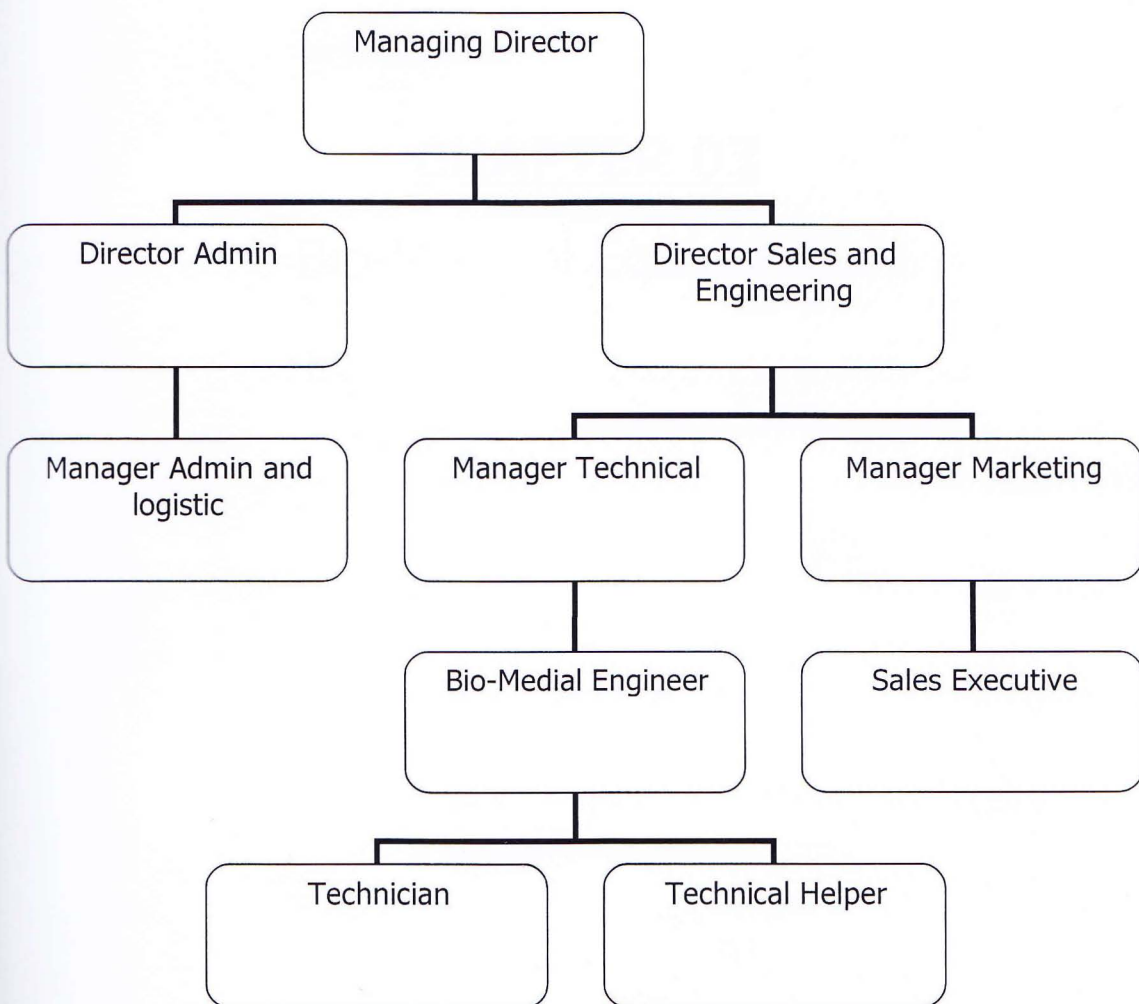 Managing Director
Director Admin
Director Sales and
Engineering
Manager Admin and
logistic
Manager Technical
Manager Marketing
Bio-Medial Engineer
Sales Executive
Technician
Technical Helper